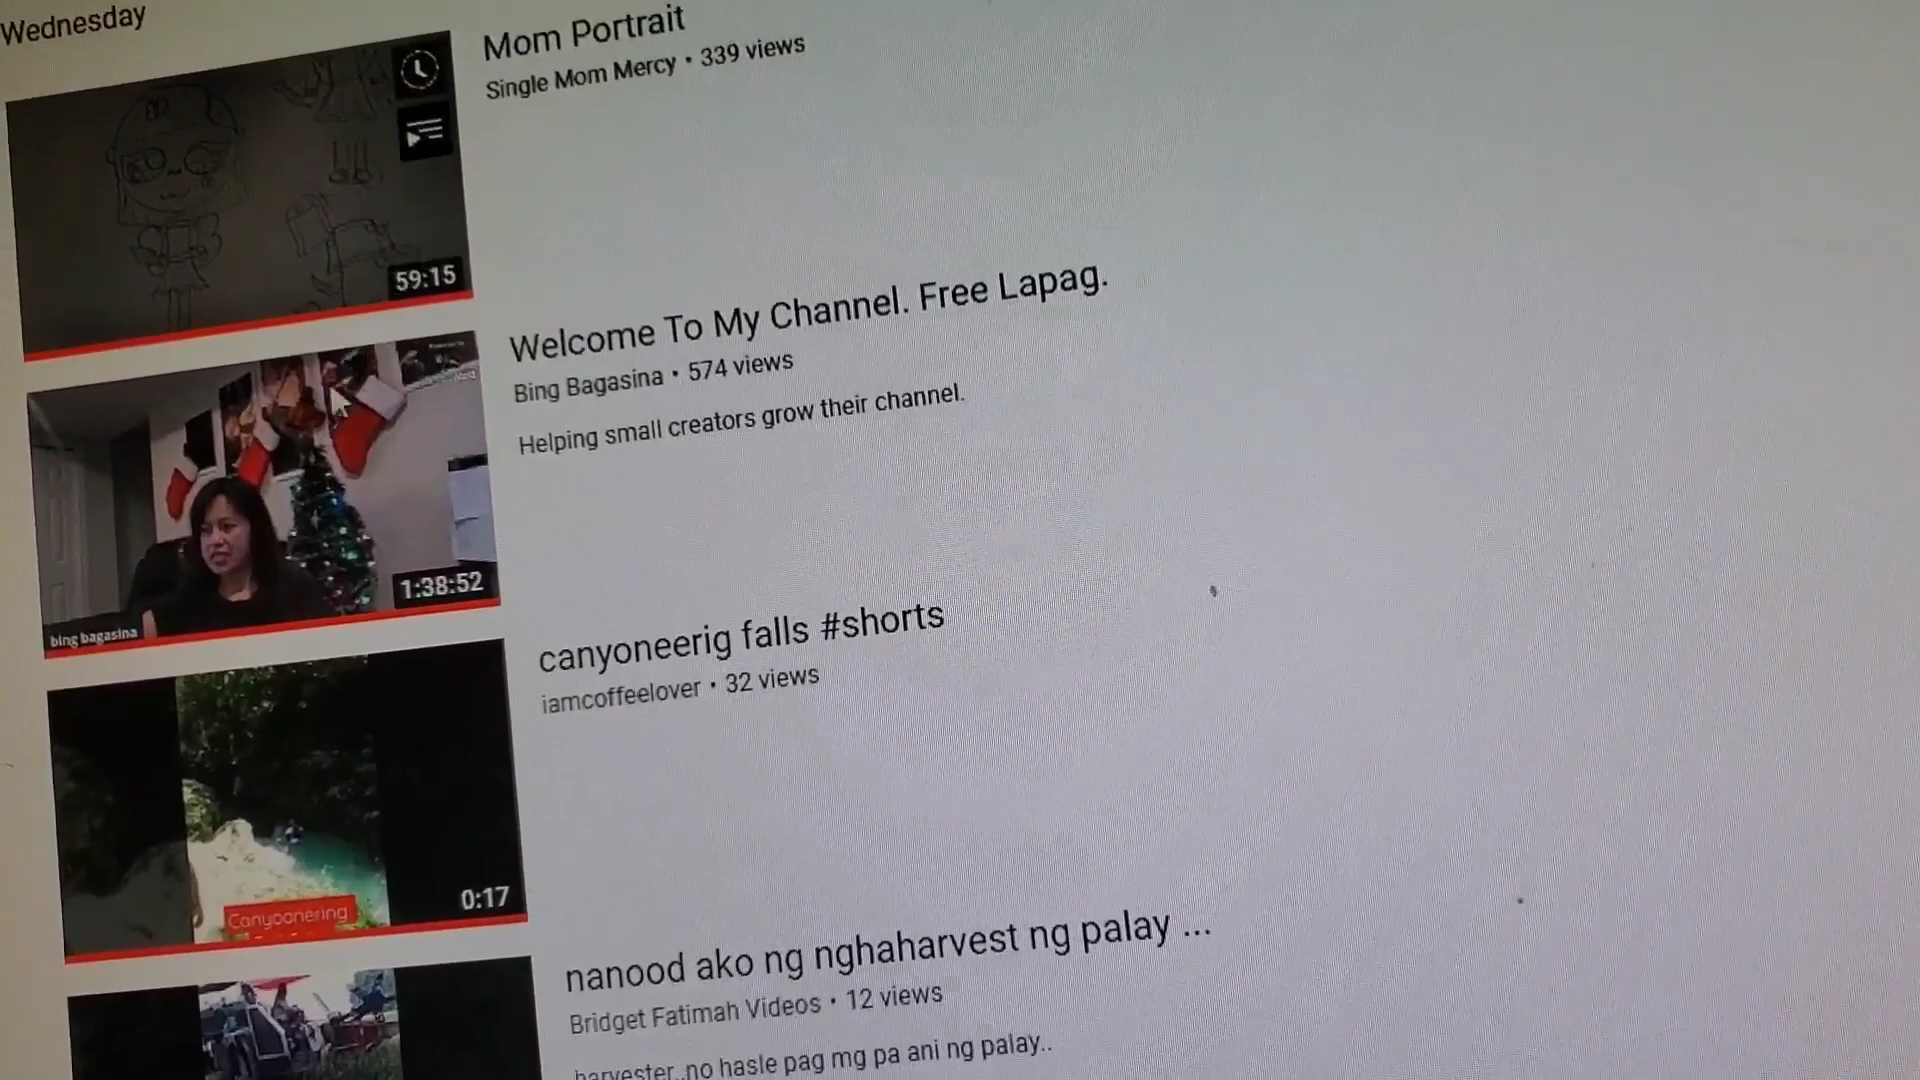 Wednesday
Mom Portrait
Single Mom Mercy • 339 views
59:15
Welcome To My Channel. Free Lapag.
Bing Bagasina • 574 views
Helping small creators grow their channel.
1:38:52
bing bagasina
canyoneerig falls #shorts
iamcoffeelover • 32 views
0:17
Canyoonering
nanood ako ng nghaharvest ng palay ...
Bridget Fatimah Videos • 12 views
harvester..no hasle pag mg pa ani ng palay..